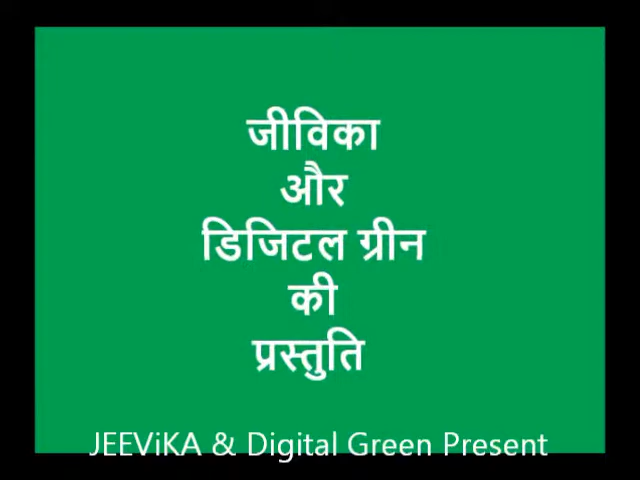 जीविका
और
डिजिटल ग्रीन
की
प्रस्तुति
JEEViKA & Digital Green Present